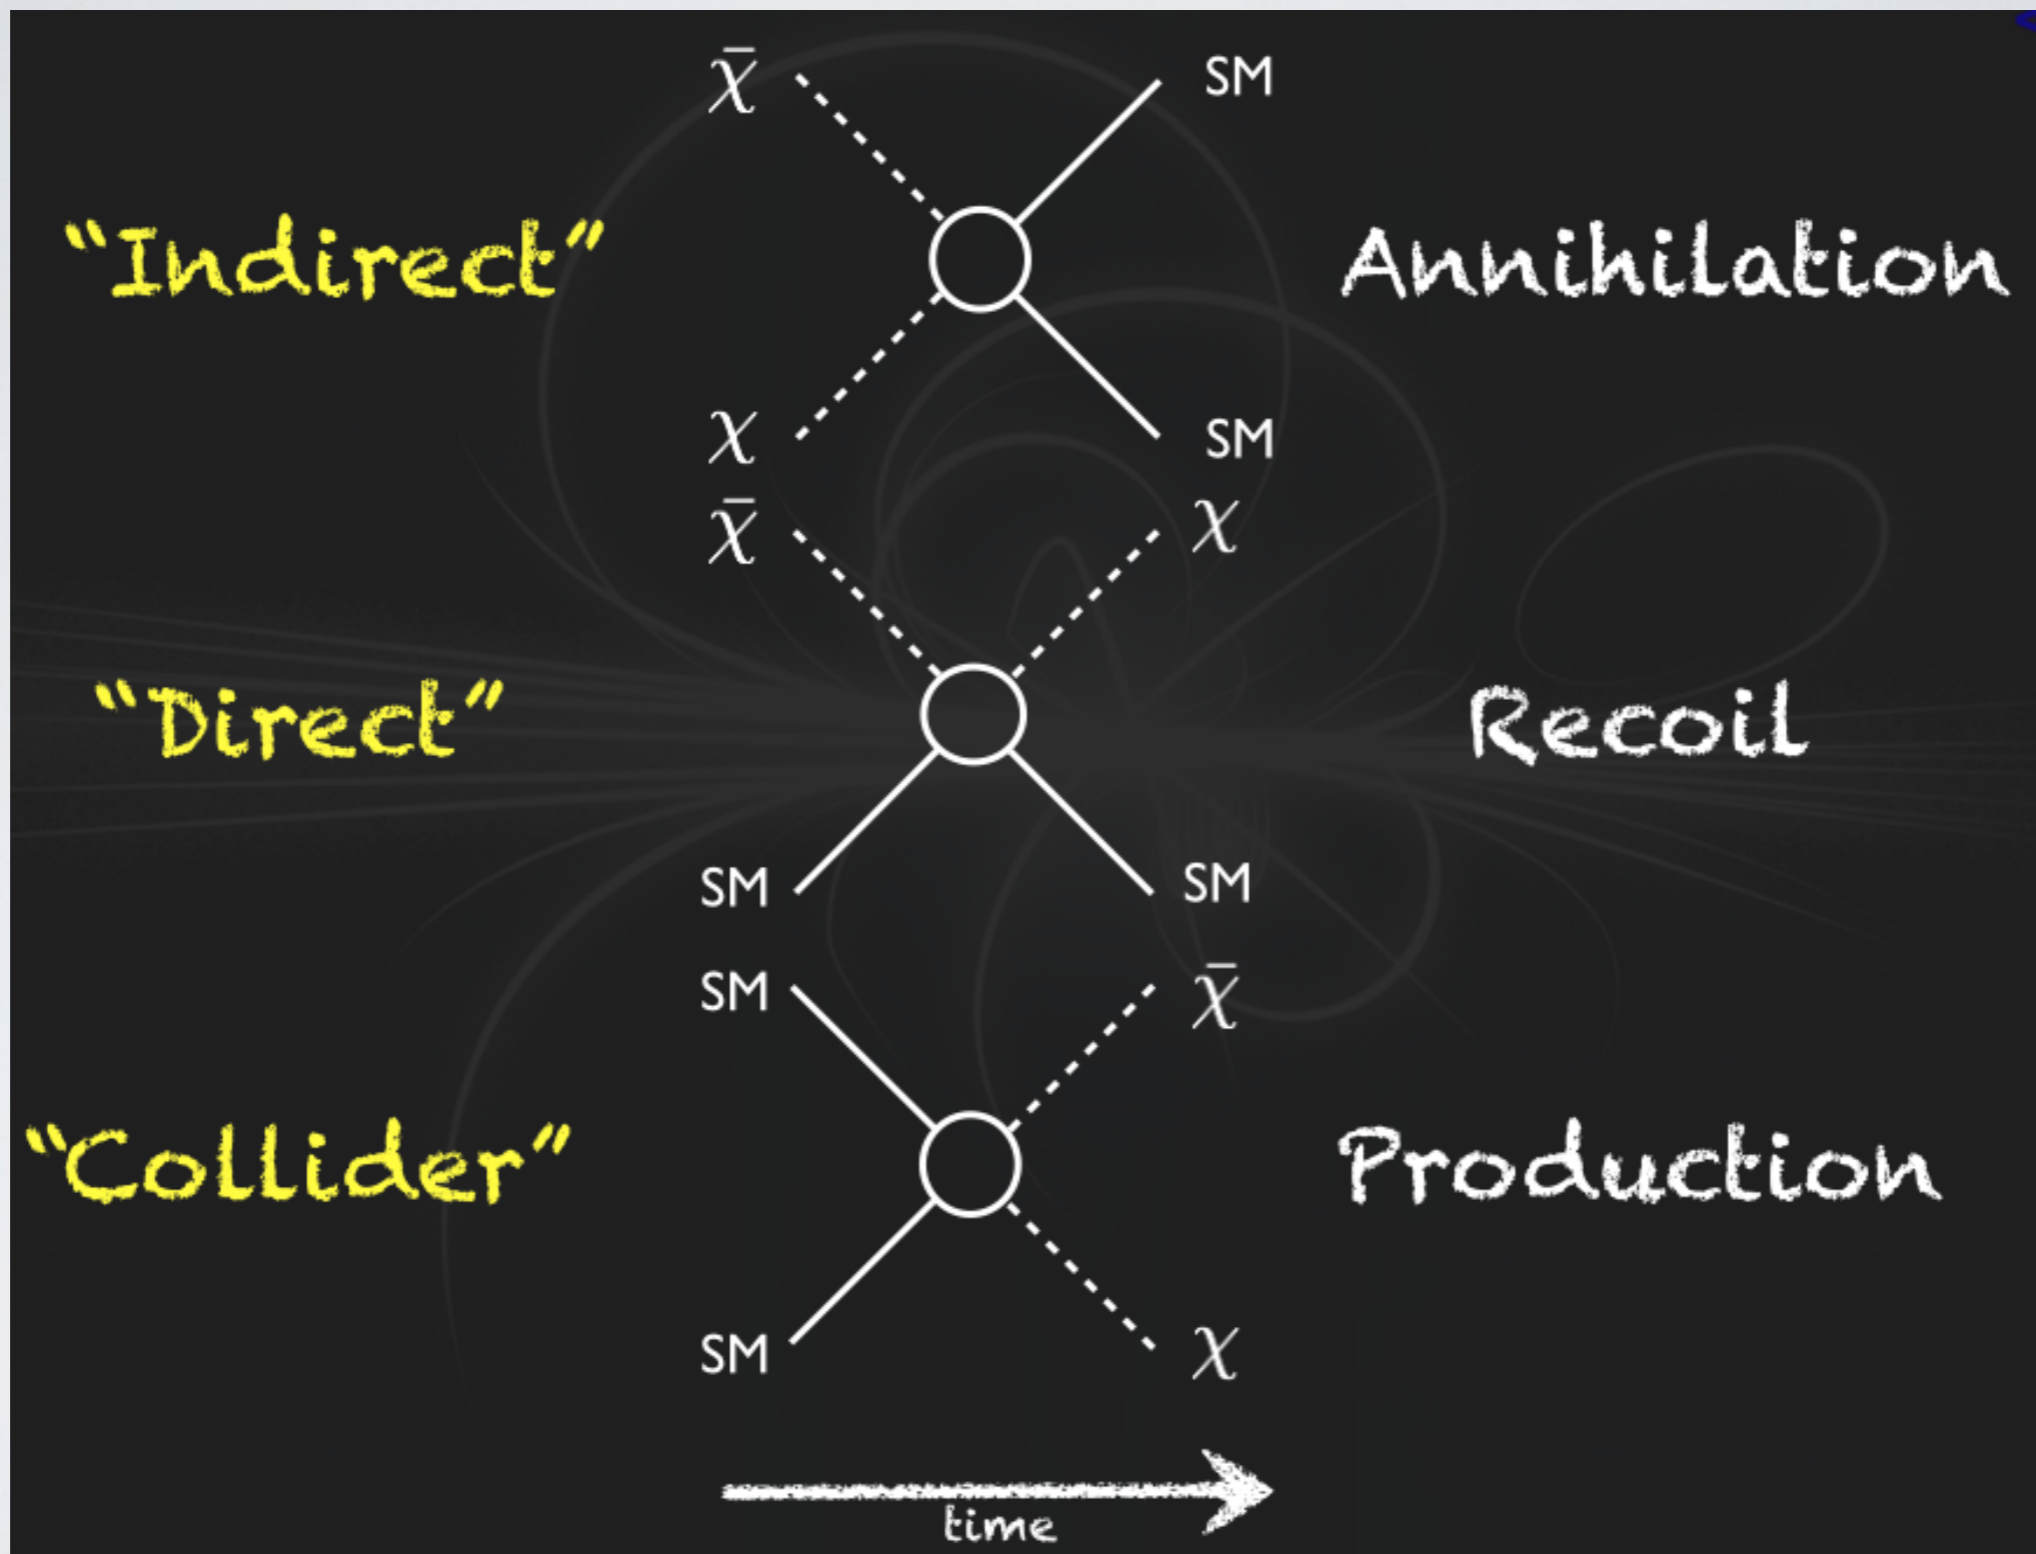 χ̄ SM
“Indirect” Annihilation
χ SM
χ̄ χ
“Direct” Recoil
SM SM
SM χ̄
“Collider” Production
SM χ
time